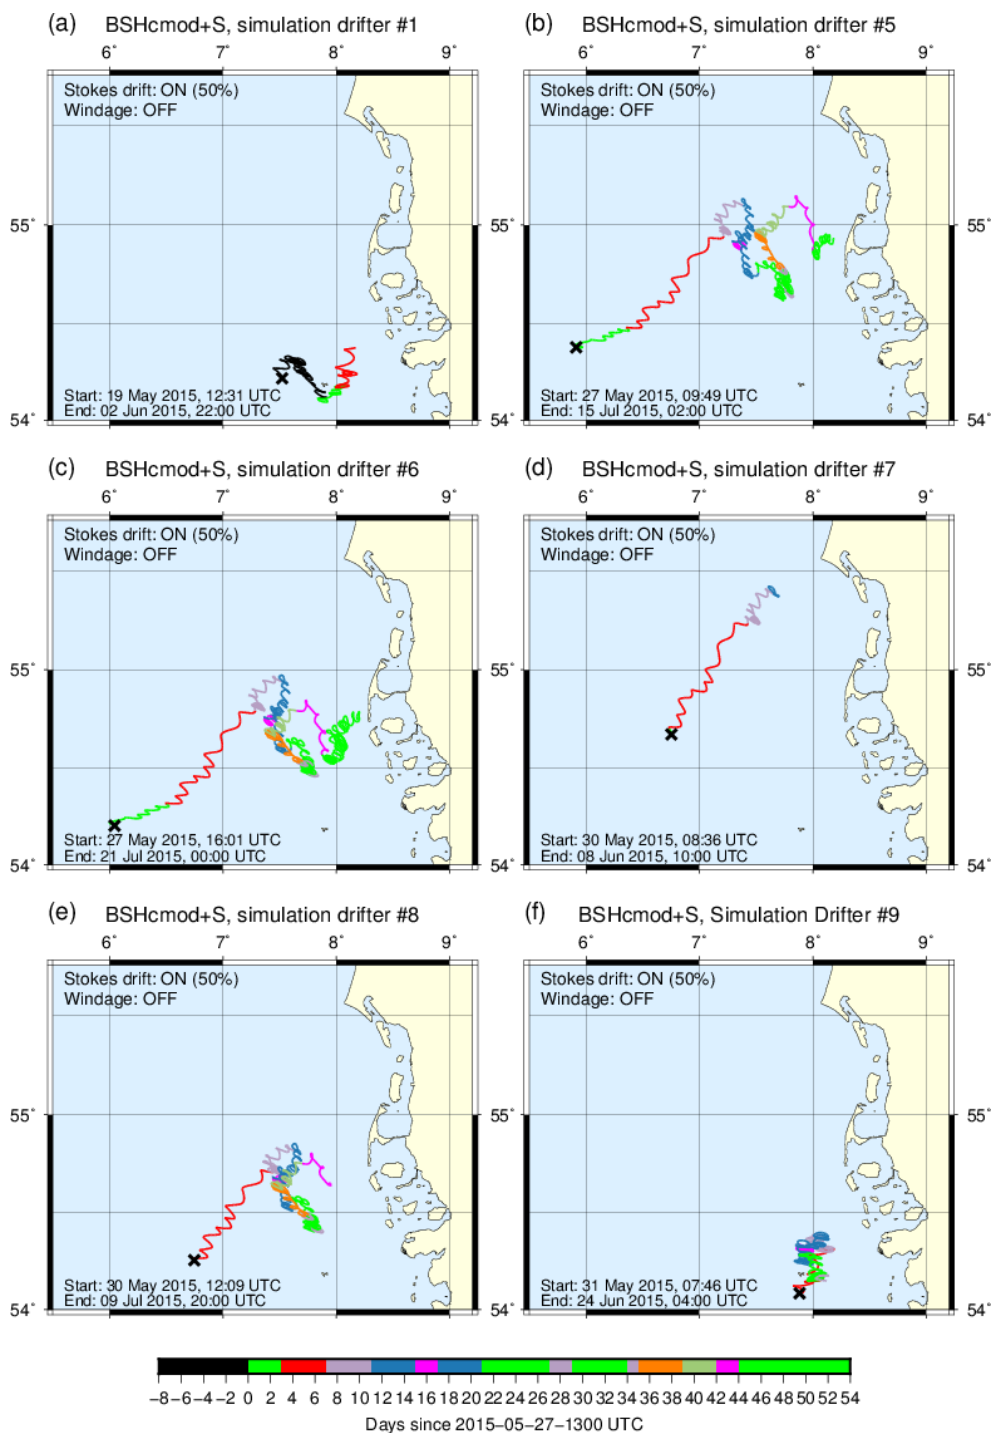 (a) BSHcmod+S, simulation drifter #1
6° 7° 8° 9°
Stokes drift: ON (50%)
Windage: OFF
55°
Start: 19 May 2015, 12:31 UTC
End: 02 Jun 2015, 22:00 UTC
54°
(b) BSHcmod+S, simulation drifter #5
6° 7° 8° 9°
Stokes drift: ON (50%)
Windage: OFF
55° 55°
Start: 27 May 2015, 09:49 UTC
End: 15 Jul 2015, 02:00 UTC
54° 54°
(c) BSHcmod+S, simulation drifter #6
6° 7° 8° 9°
Stokes drift: ON (50%)
Windage: OFF
55°
Start: 27 May 2015, 16:01 UTC
End: 21 Jul 2015, 00:00 UTC
54°
(d) BSHcmod+S, simulation drifter #7
6° 7° 8° 9°
Stokes drift: ON (50%)
Windage: OFF
55° 55°
Start: 30 May 2015, 08:36 UTC
End: 08 Jun 2015, 10:00 UTC
54° 54°
(e) BSHcmod+S, simulation drifter #8
6° 7° 8° 9°
Stokes drift: ON (50%)
Windage: OFF
55°
Start: 30 May 2015, 12:09 UTC
End: 09 Jul 2015, 20:00 UTC
54°
(f) BSHcmod+S, Simulation Drifter #9
6° 7° 8° 9°
Stokes drift: ON (50%)
Windage: OFF
55° 55°
Start: 31 May 2015, 07:46 UTC
End: 24 Jun 2015, 04:00 UTC
54° 54°
−8 −6 −4 −2 0 2 4 6 8 10 12 14 16 18 20 22 24 26 28 30 32 34 36 38 40 42 44 46 48 50 52 54
Days since 2015−05−27−1300 UTC